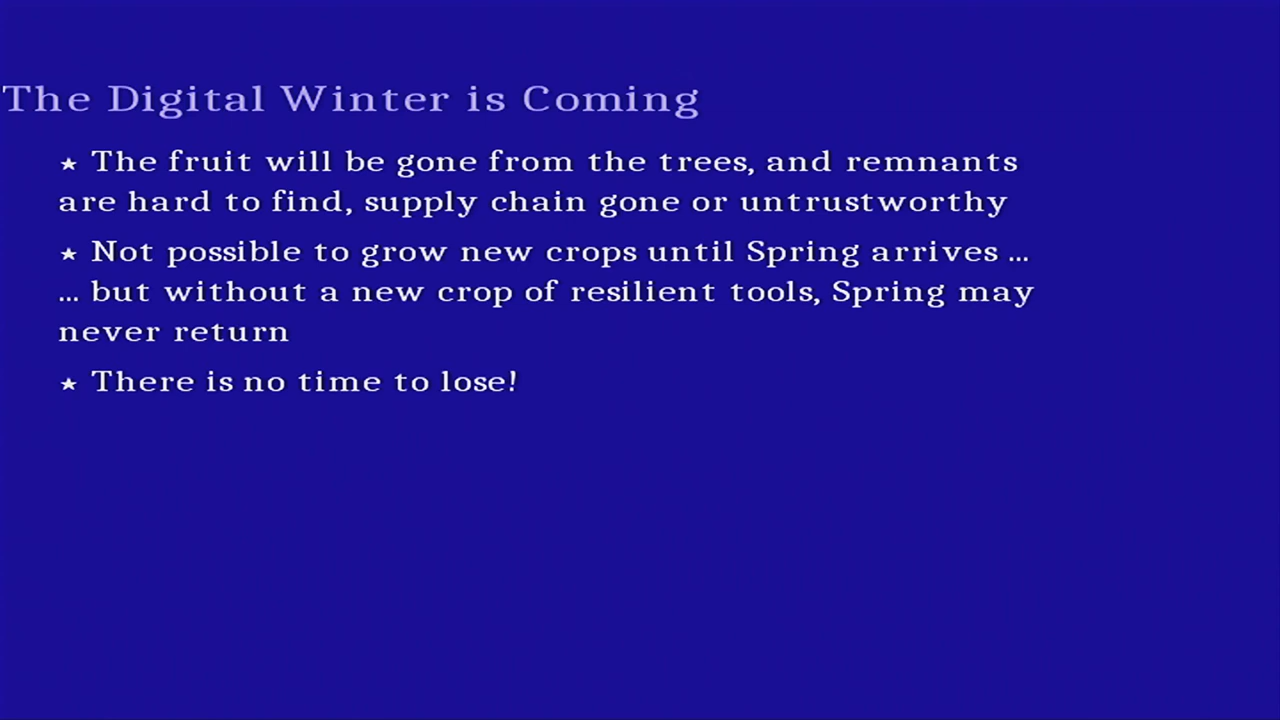 The Digital Winter is Coming
★ The fruit will be gone from the trees, and remnants
are hard to find, supply chain gone or untrustworthy
★ Not possible to grow new crops until Spring arrives ...
... but without a new crop of resilient tools, Spring may
never return
★ There is no time to lose!